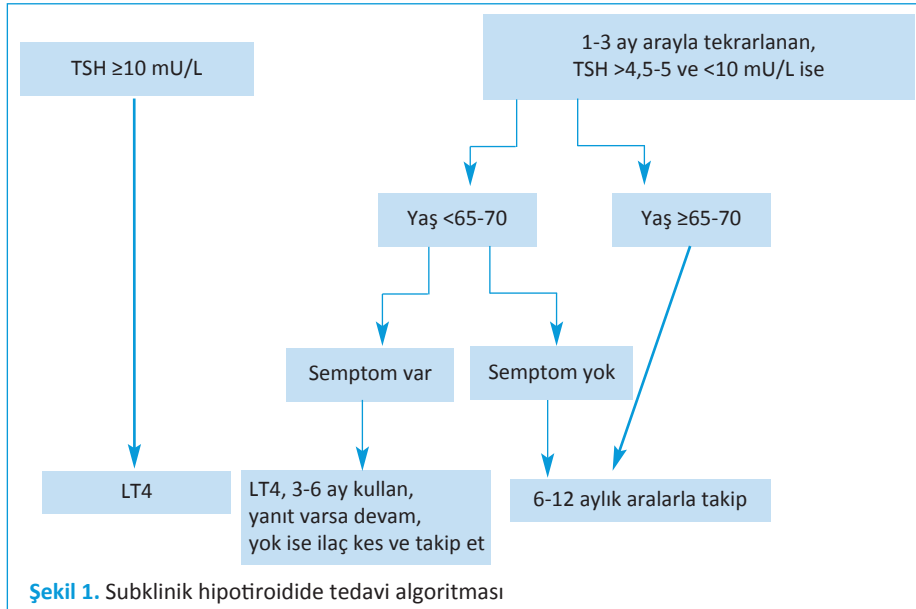 TSH ≥10 mU/L
1-3 ay arayla tekrarlanan,
TSH >4,5-5 ve <10 mU/L ise
Yaş <65-70
Yaş ≥65-70
Semptom var
Semptom yok
LT4
LT4, 3-6 ay kullan,
yanıt varsa devam,
yok ise ilaç kes ve takip et
6-12 aylık aralarla takip
Şekil 1. Subklinik hipotiroidide tedavi algoritması